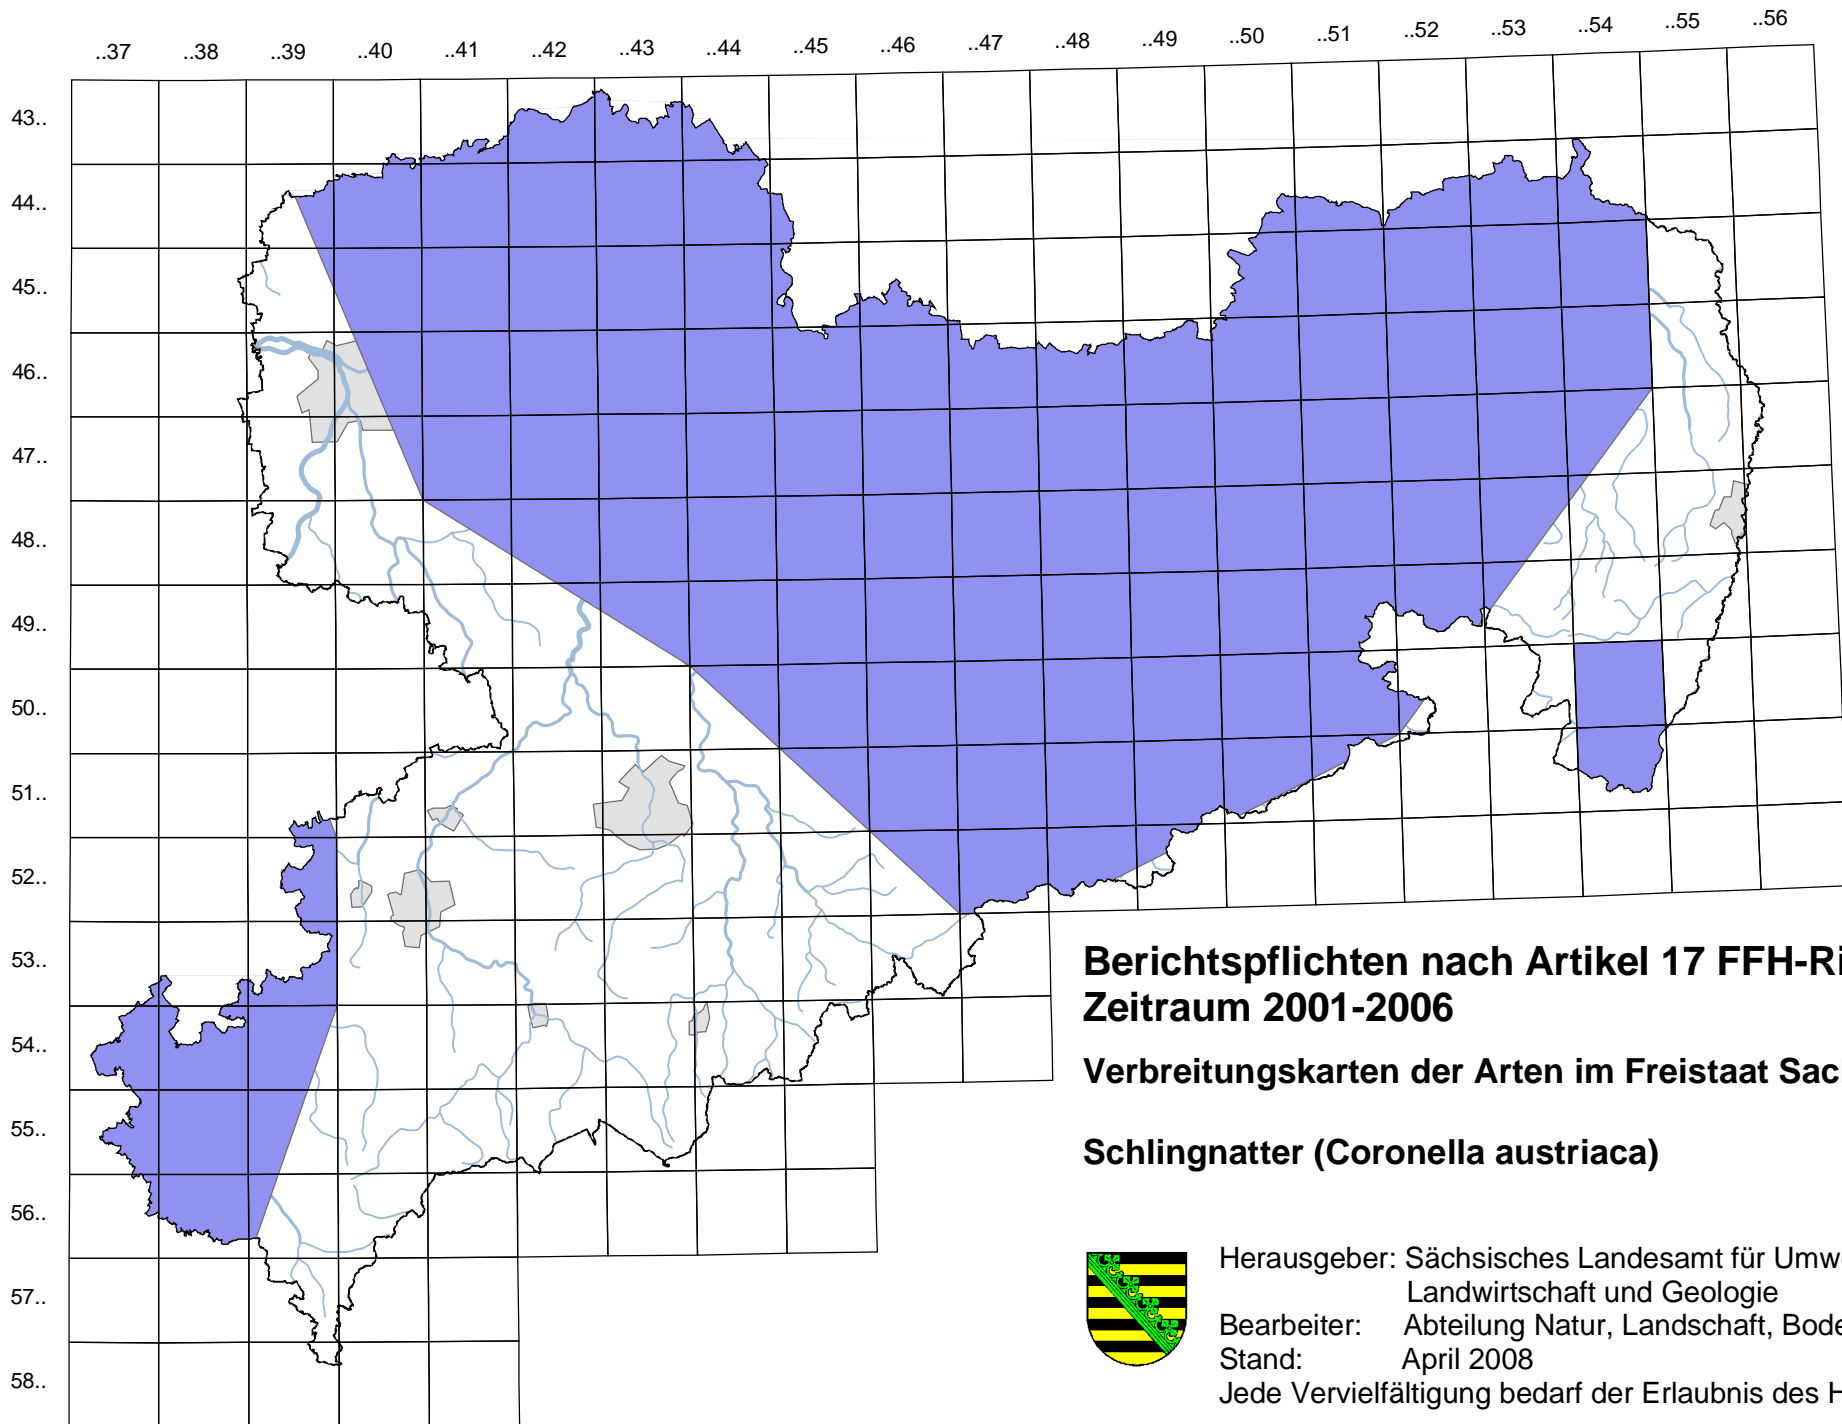 ..37 ..38 ..39 ..40 ..41 ..42 ..43 ..44 ..45 ..46 ..47 ..48 ..49 ..50 ..51 ..52 ..53 ..54 ..55 ..56
43..
44..
45..
46..
47..
48..
49..
50..
51..
52..
53..
54..
55..
56..
57..
58..
Berichtspflichten nach Artikel 17 FFH-Ri
Zeitraum 2001-2006
Verbreitungskarten der Arten im Freistaat Sac
Schlingnatter (Coronella austriaca)
Herausgeber: Sächsisches Landesamt für Umw
Landwirtschaft und Geologie
Bearbeiter: Abteilung Natur, Landschaft, Bode
Stand: April 2008
Jede Vervielfältigung bedarf der Erlaubnis des H